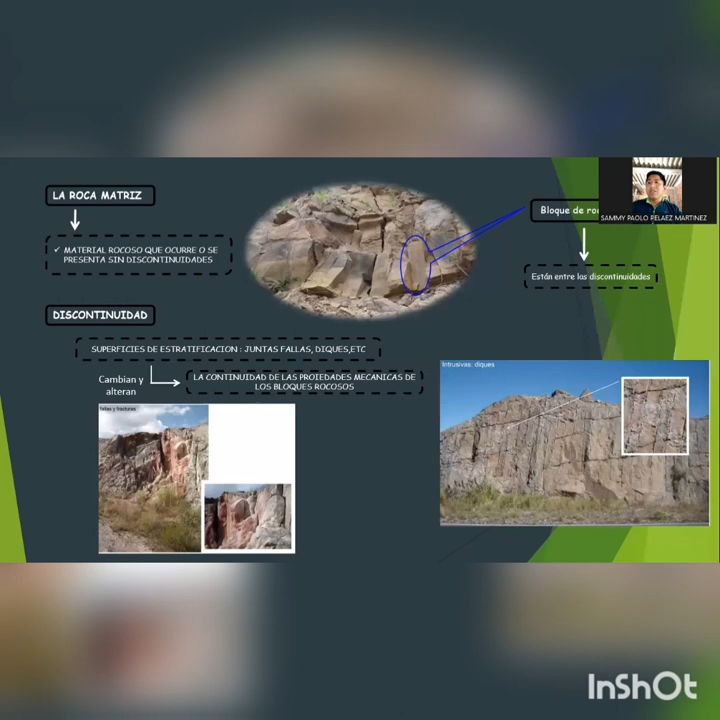 LA ROCA MATRIZ
✓ MATERIAL ROCOSO QUE OCURRE O SE
PRESENTA SIN DISCONTINUIDADES
Bloque de
SAMMY PAOLO PELAEZ MARTINEZ
Están entre las discontinuidades
DISCONTINUIDAD
SUPERFICIES DE ESTRATIFICACION : JUNTAS FALLAS, DIQUES,ETC
Cambian y
alteran
LA CONTINUIDAD DE LAS PROIEDADES MECANICAS DE
LOS BLOQUES ROCOSOS
fallas y fracturas
Intrusivas: diques
InShOt